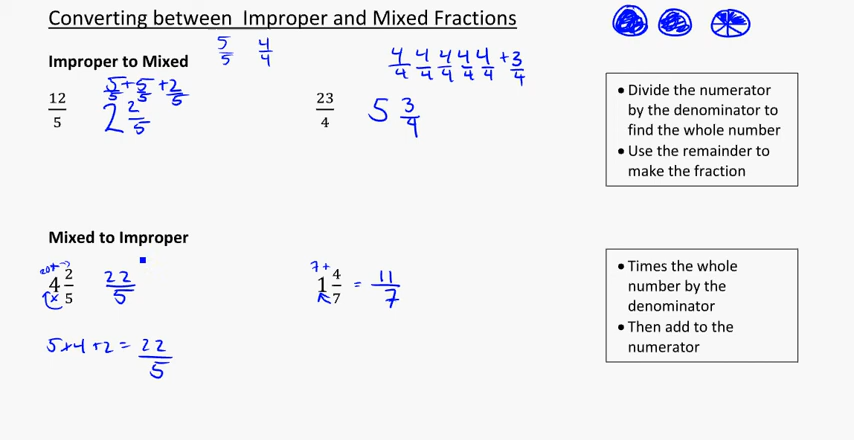 Converting between Improper and Mixed Fractions
5/5 4/4
Improper to Mixed
5/5 + 5/5 + 2/5
12/5 2 2/5
4/4 4/4 4/4 4/4 4/4 + 3/4
23/4 5 3/4
• Divide the numerator
by the denominator to
find the whole number
• Use the remainder to
make the fraction
Mixed to Improper
20+
4 2/5 22/5
×
5×4+2 = 22/5
7+
1 4/7 = 11/7
• Times the whole
number by the
denominator
• Then add to the
numerator